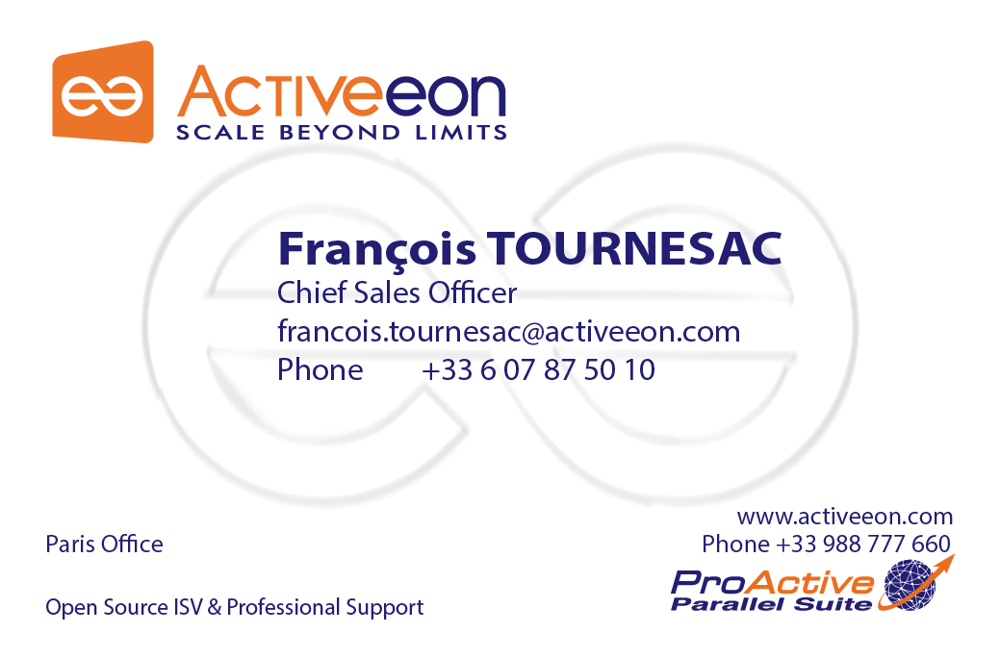 Activeeon
SCALE BEYOND LIMITS
François TOURNESAC
Chief Sales Officer
francois.tournesac@activeeon.com
Phone +33 6 07 87 50 10
www.activeeon.com
Paris Office
Phone +33 988 777 660
ProActive
Parallel Suite
Open Source ISV & Professional Support